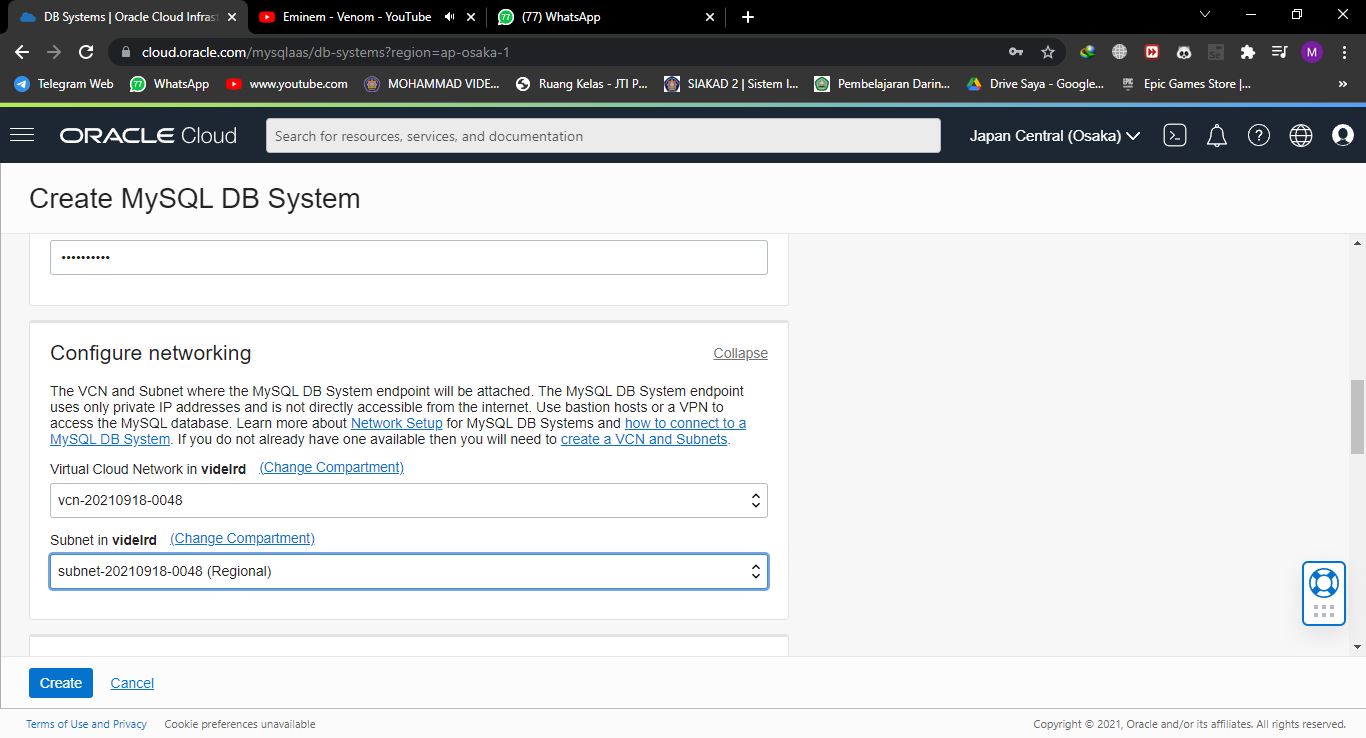 DB Systems | Oracle Cloud Infras
Eminem - Venom - YouTube
(77) WhatsApp
cloud.oracle.com/mysqlaas/db-systems?region=ap-osaka-1
M
Telegram Web
WhatsApp
www.youtube.com
MOHAMMAD VIDE...
Ruang Kelas - JTI P...
SIAKAD 2 | Sistem I...
Pembelajaran Darin...
Drive Saya - Google...
Epic Games Store |...
ORACLE Cloud
Search for resources, services, and documentation
Japan Central (Osaka)
Create MySQL DB System
Configure networking
Collapse
The VCN and Subnet where the MySQL DB System endpoint will be attached. The MySQL DB System endpoint
uses only private IP addresses and is not directly accessible from the internet. Use bastion hosts or a VPN to
access the MySQL database. Learn more about Network Setup for MySQL DB Systems and how to connect to a
MySQL DB System. If you do not already have one available then you will need to create a VCN and Subnets.
Virtual Cloud Network in videlrd (Change Compartment)
vcn-20210918-0048
Subnet in videlrd (Change Compartment)
subnet-20210918-0048 (Regional)
Create
Cancel
Terms of Use and Privacy
Cookie preferences unavailable
Copyright © 2021, Oracle and/or its affiliates. All rights reserved.